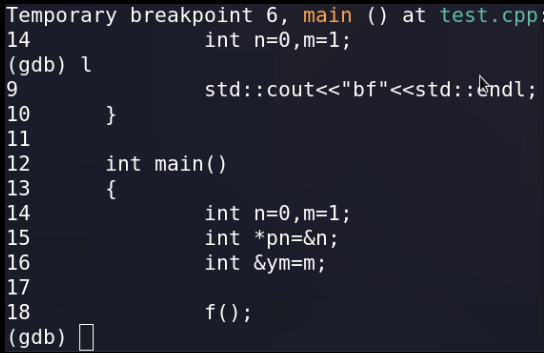 Temporary breakpoint 6, main () at test.cpp:
14 int n=0,m=1;
(gdb) l
9 std::cout<<"bf"<<std::endl;
10 }
11
12 int main()
13 {
14 int n=0,m=1;
15 int *pn=&n;
16 int &ym=m;
17
18 f();
(gdb)